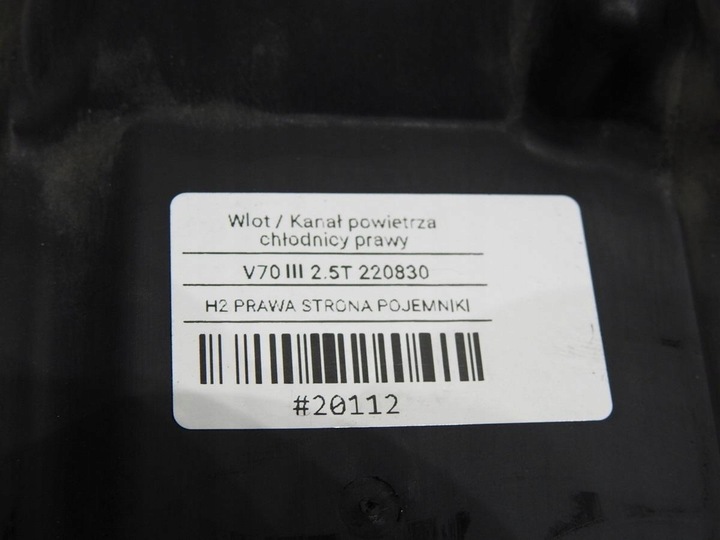 Wlot / Kanał powietrza
chłodnicy prawy
V70 III 2.5T 220830
H2 PRAWA STRONA POJEMNIKI
#20112